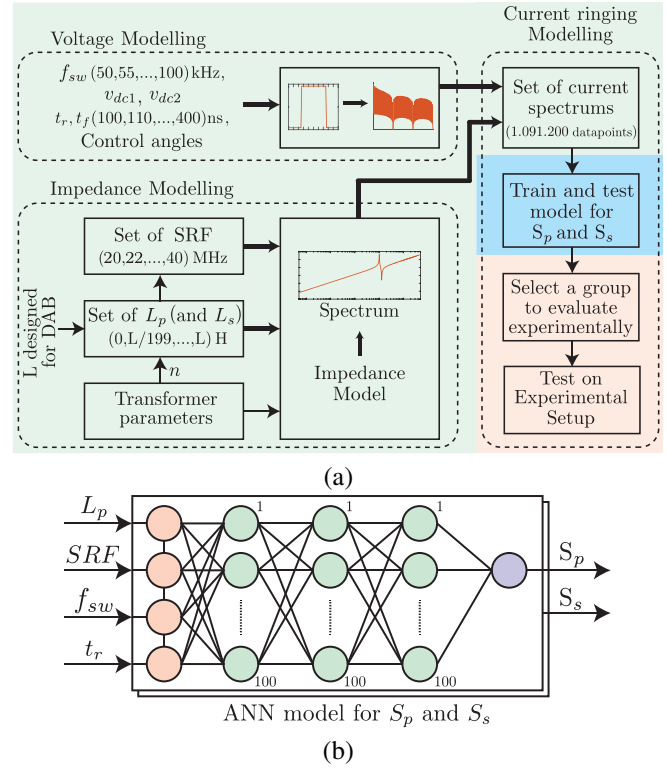 Voltage Modelling
f_sw (50,55,...,100) kHz,
v_dc1, v_dc2
t_r, t_f (100,110,...,400) ns,
Control angles
Current ringing
Modelling
Set of current
spectrums
(1.091.200 datapoints)
Train and test
model for
S_p and S_s
Select a group
to evaluate
experimentally
Test on
Experimental
Setup
Impedance Modelling
Set of SRF
(20,22,...,40) MHz
L designed
for DAB
Set of L_p (and L_s)
(0,L/199,...,L) H
n
Transformer
parameters
Spectrum
Impedance
Model
(a)
L_p
SRF
f_sw
t_r
1
1
1
100
100
100
S_p
S_s
ANN model for S_p and S_s
(b)